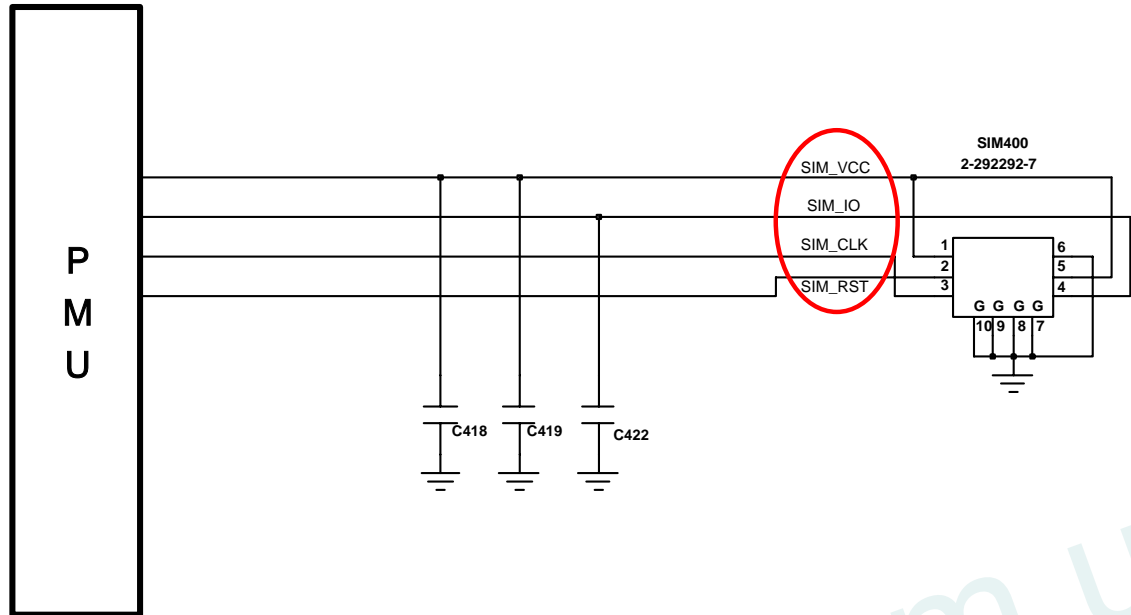 P
M
U
SIM_VCC
SIM_IO
SIM_CLK
SIM_RST
SIM400
2-292292-7
1
2
3
6
5
4
G G G G
10 9 8 7
C418
C419
C422
m u